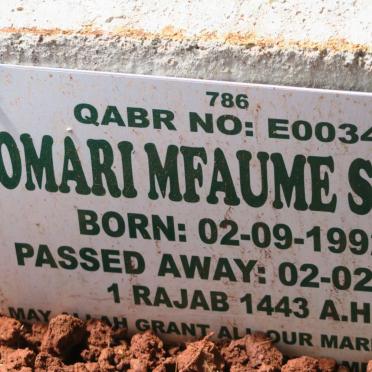 786
QABR NO: E0034
OMARI MFAUME S
BORN: 02-09-199
PASSED AWAY: 02-02
1 RAJAB 1443 A.H
MAY ALLAH GRANT ALL OUR MAR